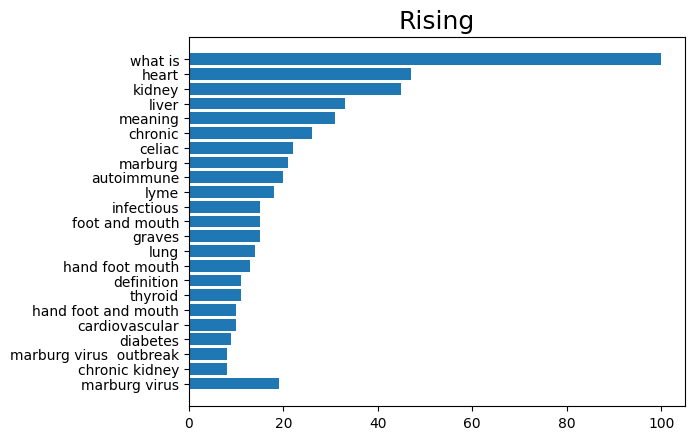 Rising
what is
heart
kidney
liver
meaning
chronic
celiac
marburg
autoimmune
lyme
infectious
foot and mouth
graves
lung
hand foot mouth
definition
thyroid
hand foot and mouth
cardiovascular
diabetes
marburg virus  outbreak
chronic kidney
marburg virus
0 20 40 60 80 100